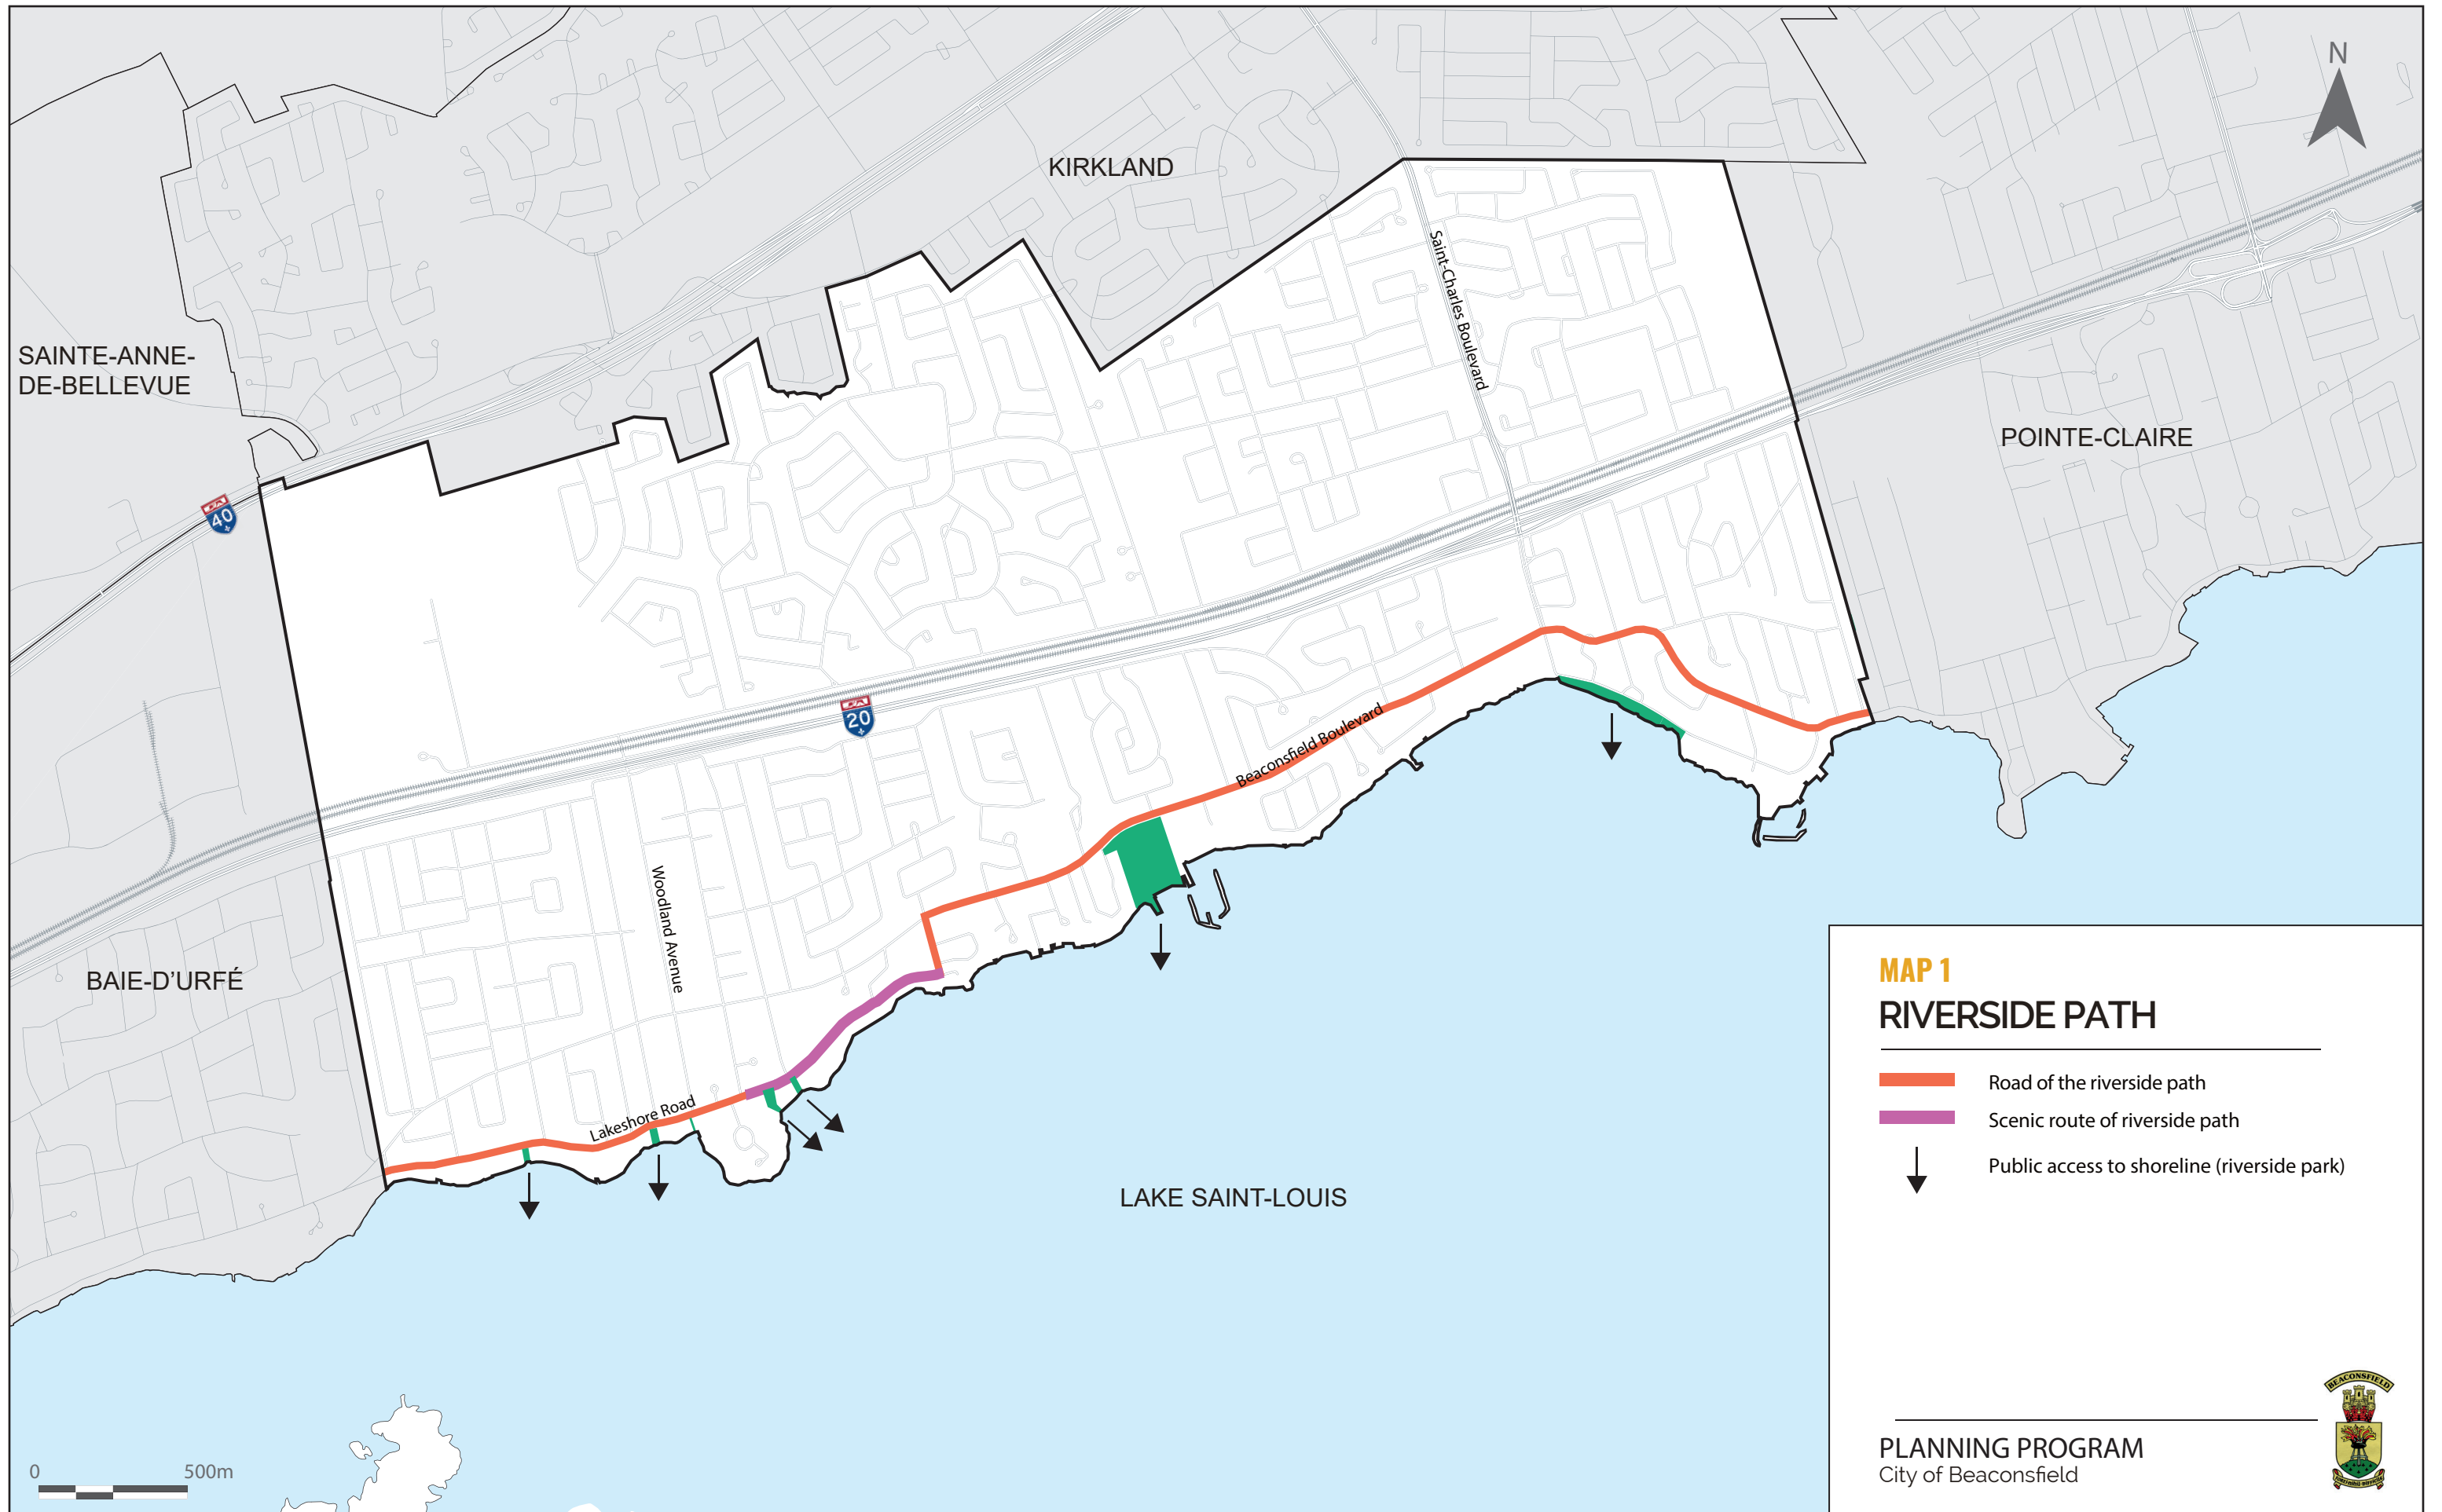 N
KIRKLAND
Saint-Charles Boulevard
SAINTE-ANNE-
DE-BELLEVUE
POINTE-CLAIRE
40
20
Beaconsfield Boulevard
Woodland Avenue
BAIE-D'URFÉ
Lakeshore Road
LAKE SAINT-LOUIS
MAP 1
RIVERSIDE PATH
Road of the riverside path
Scenic route of riverside path
Public access to shoreline (riverside park)
BEACONSFIELD
PLANNING PROGRAM
City of Beaconsfield
0 500m